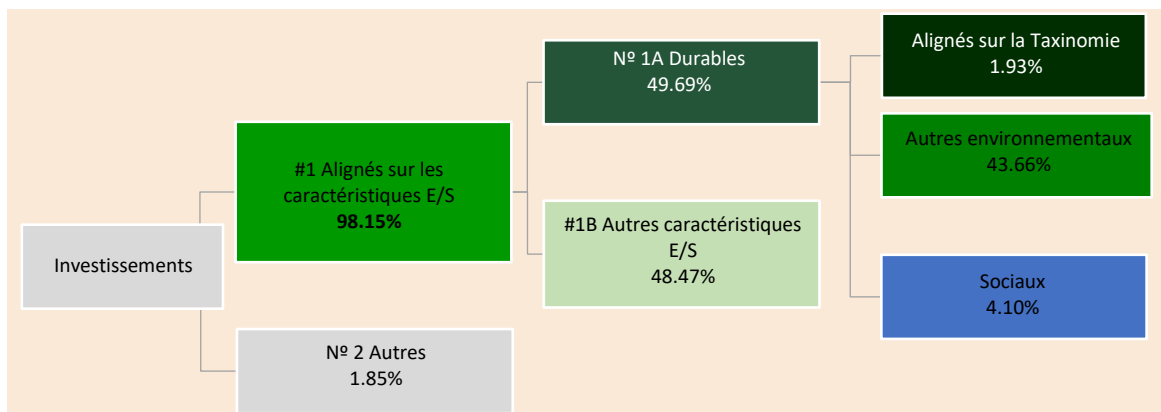 Investissements
#1 Alignés sur les
caractéristiques E/S
98.15%
Nº 2 Autres
1.85%
Nº 1A Durables
49.69%
#1B Autres caractéristiques
E/S
48.47%
Alignés sur la Taxinomie
1.93%
Autres environnementaux
43.66%
Sociaux
4.10%